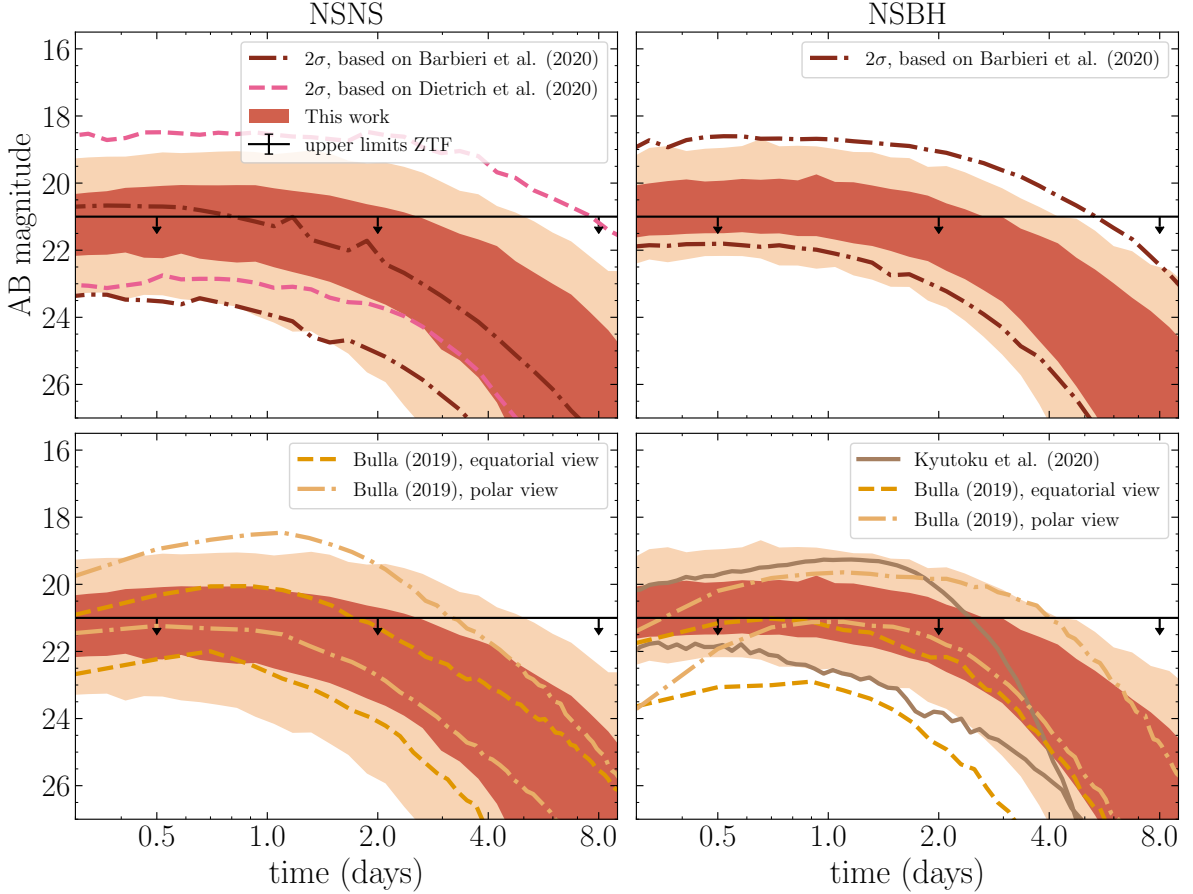 NSNS
NSBH
16
18
20
22
24
26
AB magnitude
2σ, based on Barbieri et al. (2020)
2σ, based on Dietrich et al. (2020)
This work
upper limits ZTF
2σ, based on Barbieri et al. (2020)
16
18
20
22
24
26
Bulla (2019), equatorial view
Bulla (2019), polar view
Kyutoku et al. (2020)
Bulla (2019), equatorial view
Bulla (2019), polar view
0.5
1.0
2.0
4.0
8.0
time (days)
0.5
1.0
2.0
4.0
8.0
time (days)